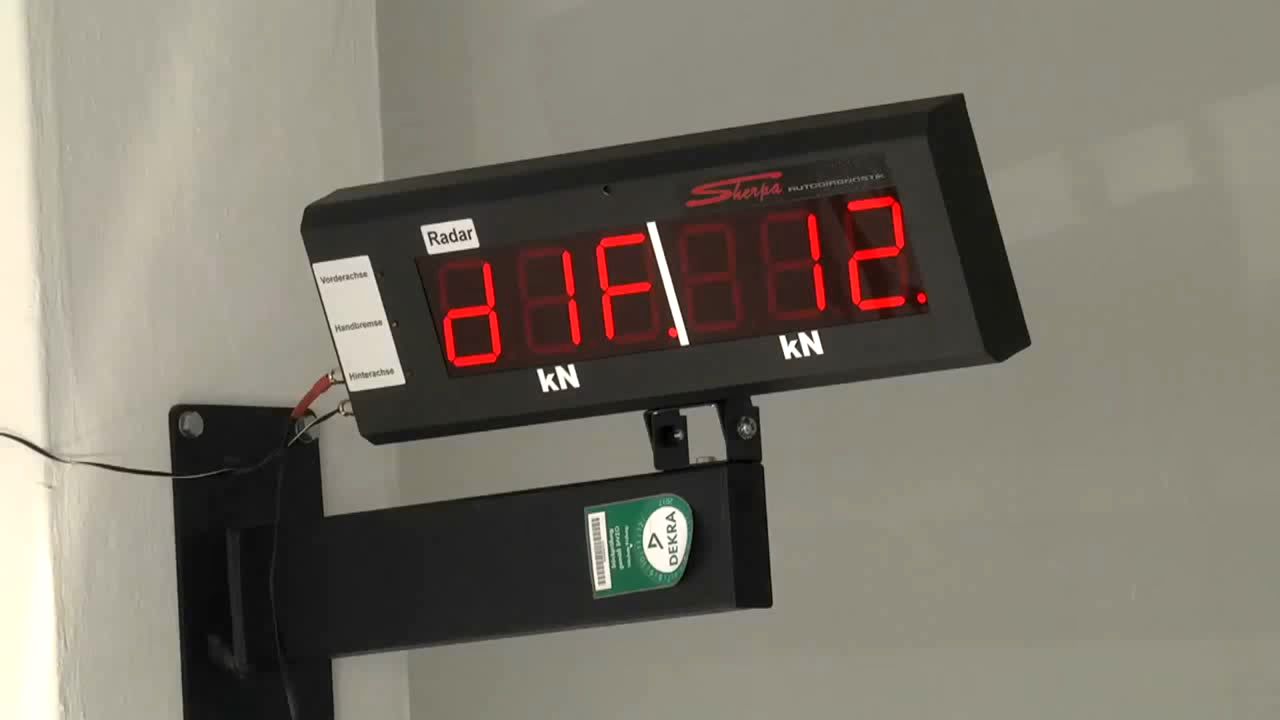 Sherpa AUTODIAGNOSTIK
Radar
Vorderachse
Handbremse
Hinterachse
d1F. 12.
kN kN
DEKRA